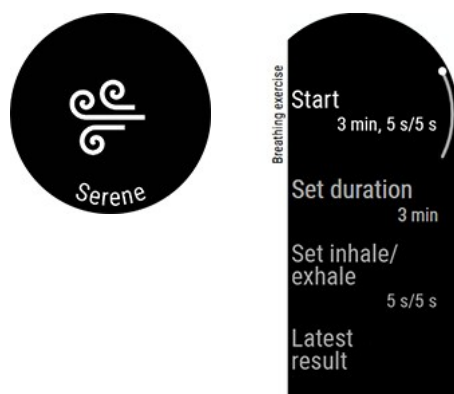 Serene
Breathing exercise
Start
3 min, 5 s/5 s
Set duration
3 min
Set inhale/
exhale
5 s/5 s
Latest
result